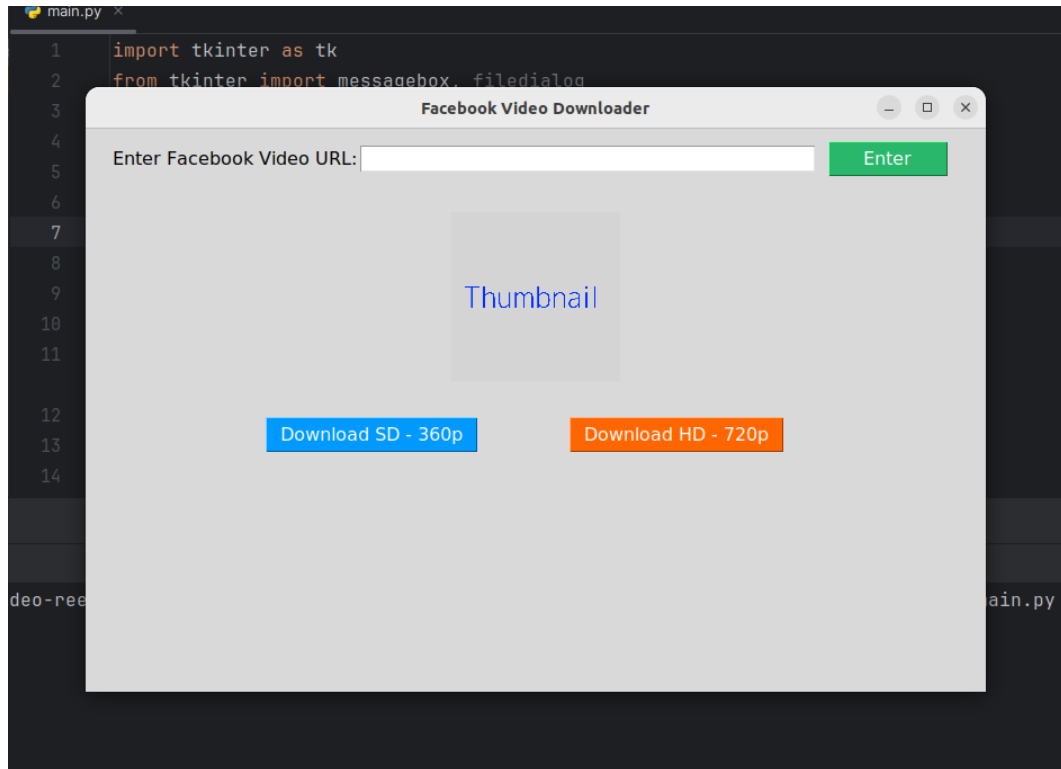 main.py
1 import tkinter as tk
2 from tkinter import messagebox, filedialog
Facebook Video Downloader
3
4
Enter Facebook Video URL: Enter
5
6
7
8
9
Thumbnail
10
11
12
Download SD - 360p Download HD - 720p
13
14
deo-ree ain.py